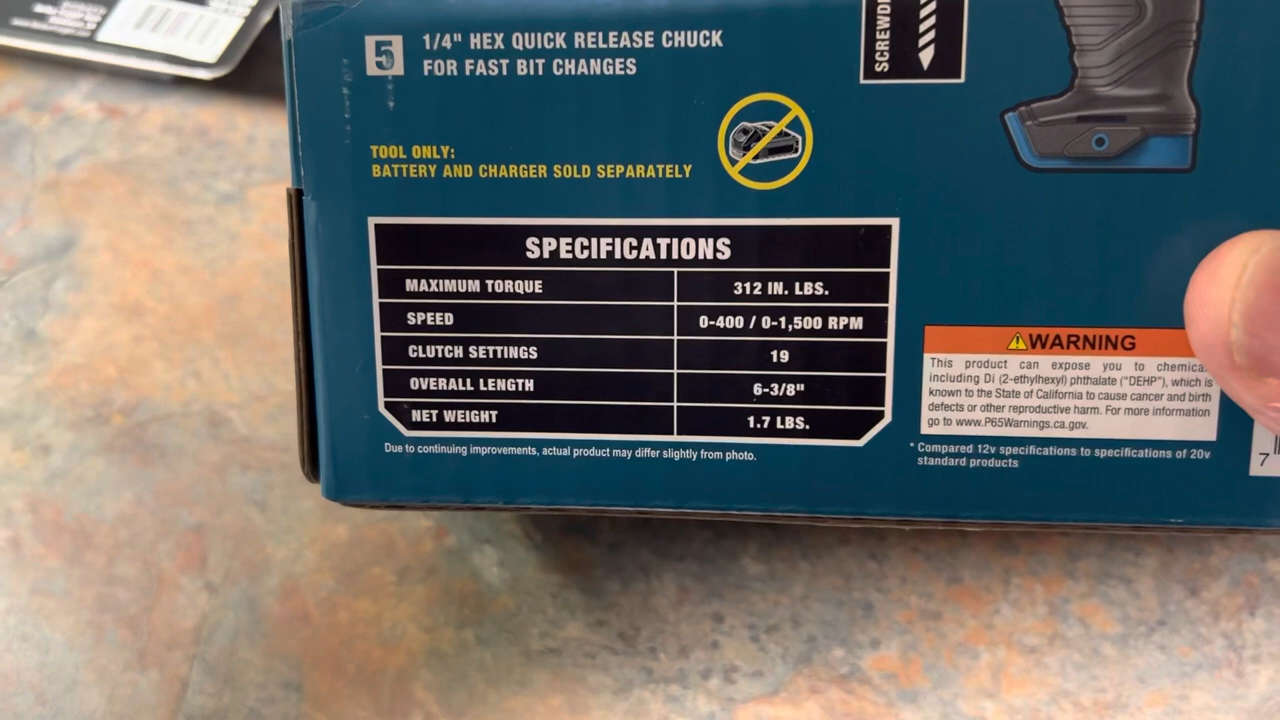 5
1/4" HEX QUICK RELEASE CHUCK
FOR FAST BIT CHANGES
TOOL ONLY:
BATTERY AND CHARGER SOLD SEPARATELY
SPECIFICATIONS
MAXIMUM TORQUE 312 IN. LBS.
SPEED 0-400 / 0-1,500 RPM
CLUTCH SETTINGS 19
OVERALL LENGTH 6-3/8"
NET WEIGHT 1.7 LBS.
Due to continuing improvements, actual product may differ slightly from photo.
WARNING
This product can expose you to
including Di (2-ethylhexyl) phthalate ("DEHP"), which is
known to the State of California to cause cancer and birth
defects or other reproductive harm. For more information
go to www.P65Warnings.ca.gov.
* Compared 12v specifications to specifications of 20v
standard products
7